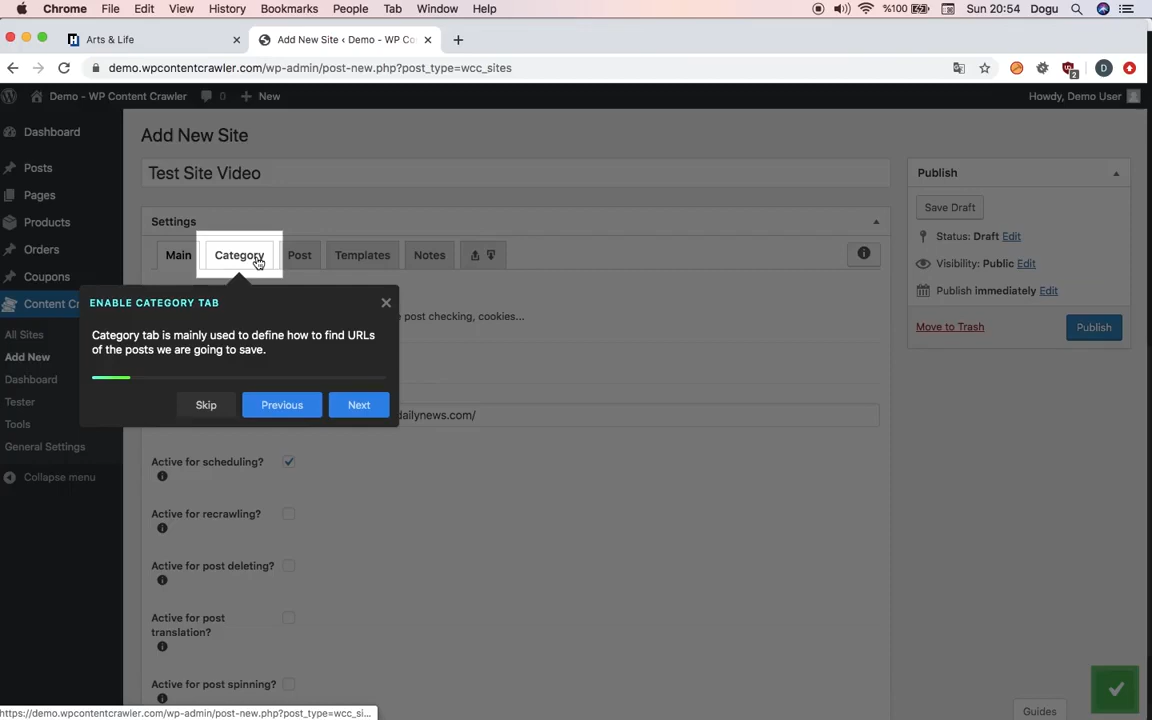 Chrome File Edit View History Bookmarks People Tab Window Help %100 Sun 20:54 Dogu
Arts & Life Add New Site ‹ Demo - WP Co
demo.wpcontentcrawler.com/wp-admin/post-new.php?post_type=wcc_sites 2 D
Demo - WP Content Crawler 0 New Howdy, Demo User
Dashboard
Posts
Pages
Products
Orders
Coupons
Content Cr
All Sites
Add New
Dashboard
Tester
Tools
General Settings
Collapse menu
Add New Site
Test Site Video
Settings
Main Category Post Templates Notes
ENABLE CATEGORY TAB
Category tab is mainly used to define how to find URLs
of the posts we are going to save.
Skip Previous Next
post checking, cookies...
dailynews.com/
Active for scheduling?
Active for recrawling?
Active for post deleting?
Active for post
translation?
Active for post spinning?
Publish
Save Draft
Status: Draft Edit
Visibility: Public Edit
Publish immediately Edit
Move to Trash Publish
Guides
https://demo.wpcontentcrawler.com/wp-admin/post-new.php?post_type=wcc_si...